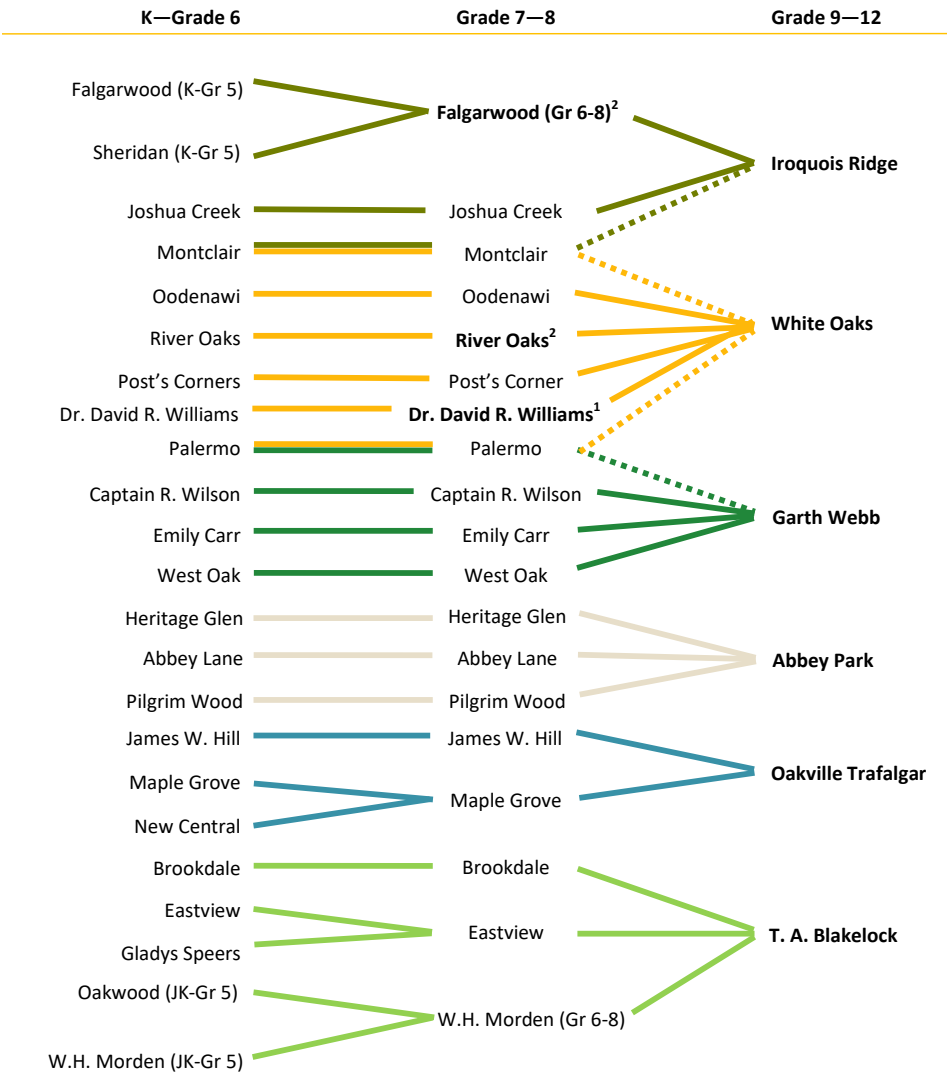 K—Grade 6 Grade 7—8 Grade 9—12
Falgarwood (K-Gr 5)
Falgarwood (Gr 6-8)²
Sheridan (K-Gr 5)
Iroquois Ridge
Joshua Creek Joshua Creek
Montclair Montclair
Oodenawi Oodenawi
White Oaks
River Oaks River Oaks²
Post's Corners Post's Corner
Dr. David R. Williams Dr. David R. Williams¹
Palermo Palermo
Captain R. Wilson Captain R. Wilson
Garth Webb
Emily Carr Emily Carr
West Oak West Oak
Heritage Glen Heritage Glen
Abbey Lane Abbey Lane Abbey Park
Pilgrim Wood Pilgrim Wood
James W. Hill James W. Hill
Oakville Trafalgar
Maple Grove
Maple Grove
New Central
Brookdale Brookdale
Eastview
Eastview T. A. Blakelock
Gladys Speers
Oakwood (JK-Gr 5)
W.H. Morden (Gr 6-8)
W.H. Morden (JK-Gr 5)